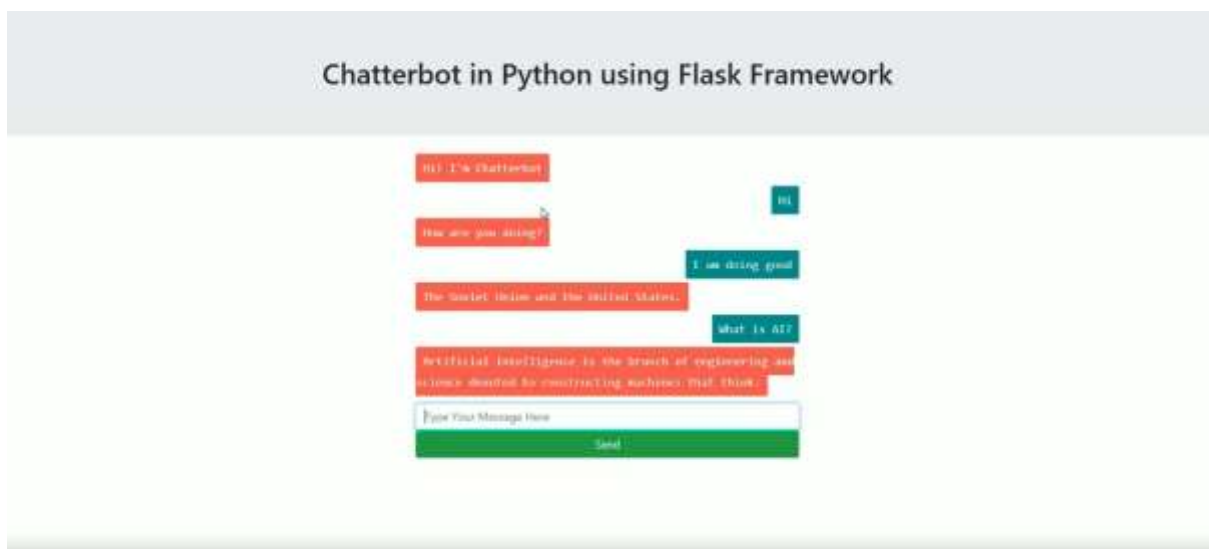 Chatterbot in Python using Flask Framework
Hi! I'm Chatterbot
Hi
How are you doing?
I am doing good
The Soviet Union and the United States.
What is AI?
Artificial Intelligence is the branch of engineering and
science devoted to constructing machines that think.
Type Your Message Here
Send